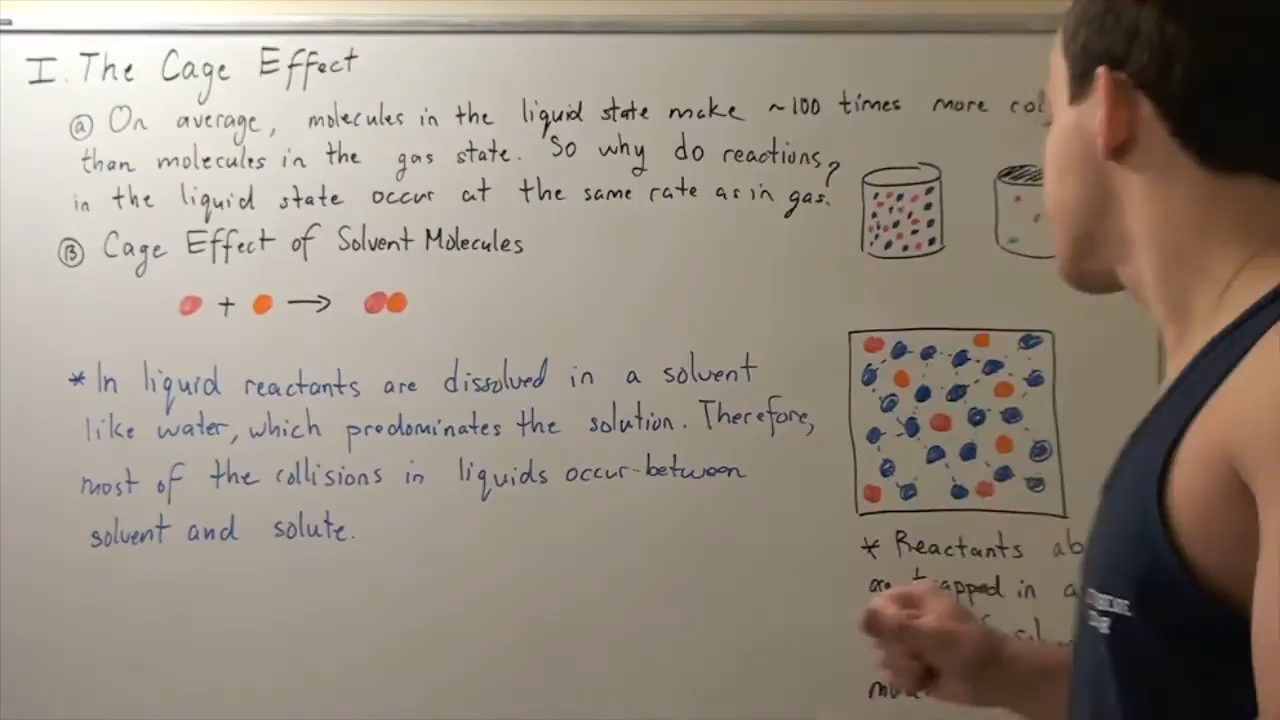 I. The Cage Effect
ⓐ On average, molecules in the liquid state make ~100 times more
than molecules in the gas state. So why do reactions
in the liquid state occur at the same rate as in gas?
Ⓑ Cage Effect of Solvent Molecules
+ →
* In liquid reactants are dissolved in a solvent
like water, which predominates the solution. Therefore,
most of the collisions in liquids occur between
solvent and solute.
* Reactants
are trapped in a